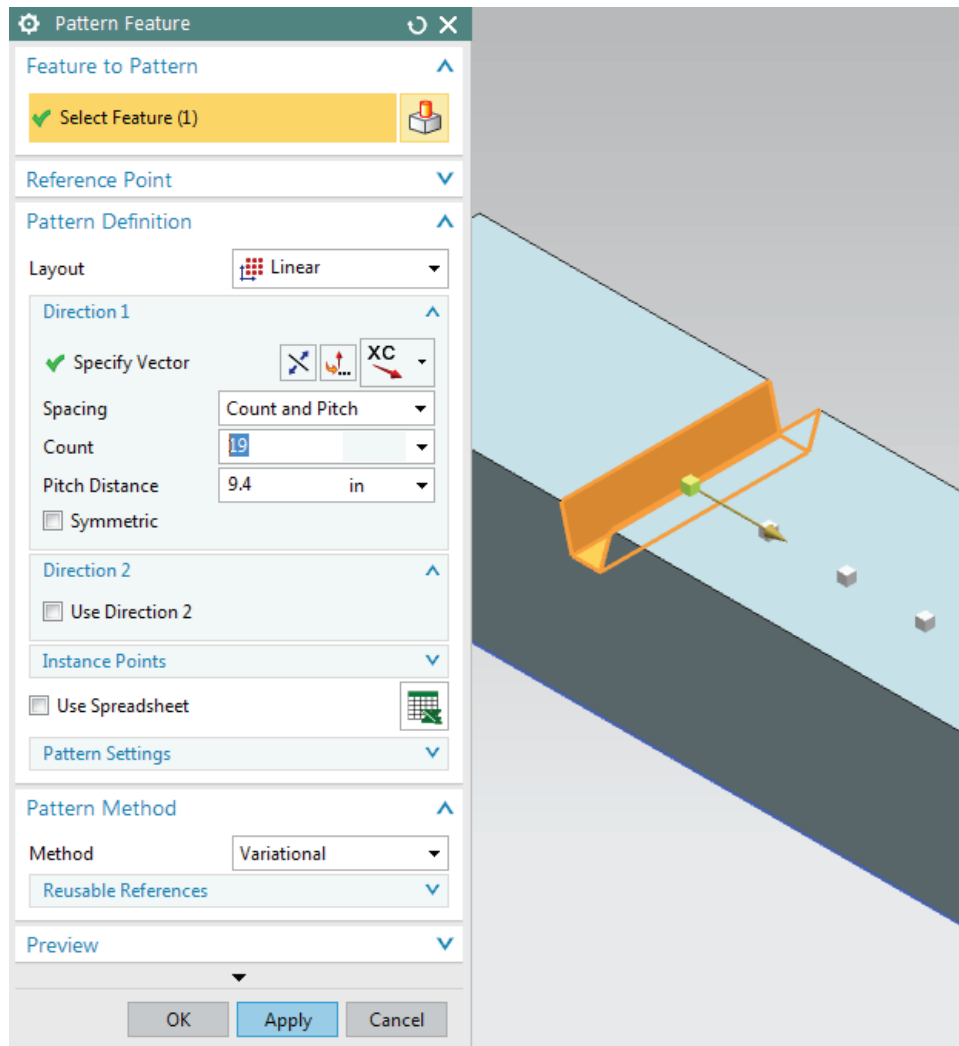 Pattern Feature
Feature to Pattern
Select Feature (1)
Reference Point
Pattern Definition
Layout Linear
Direction 1
Specify Vector XC
Spacing Count and Pitch
Count 19
Pitch Distance 9.4 in
Symmetric
Direction 2
Use Direction 2
Instance Points
Use Spreadsheet
Pattern Settings
Pattern Method
Method Variational
Reusable References
Preview
OK Apply Cancel